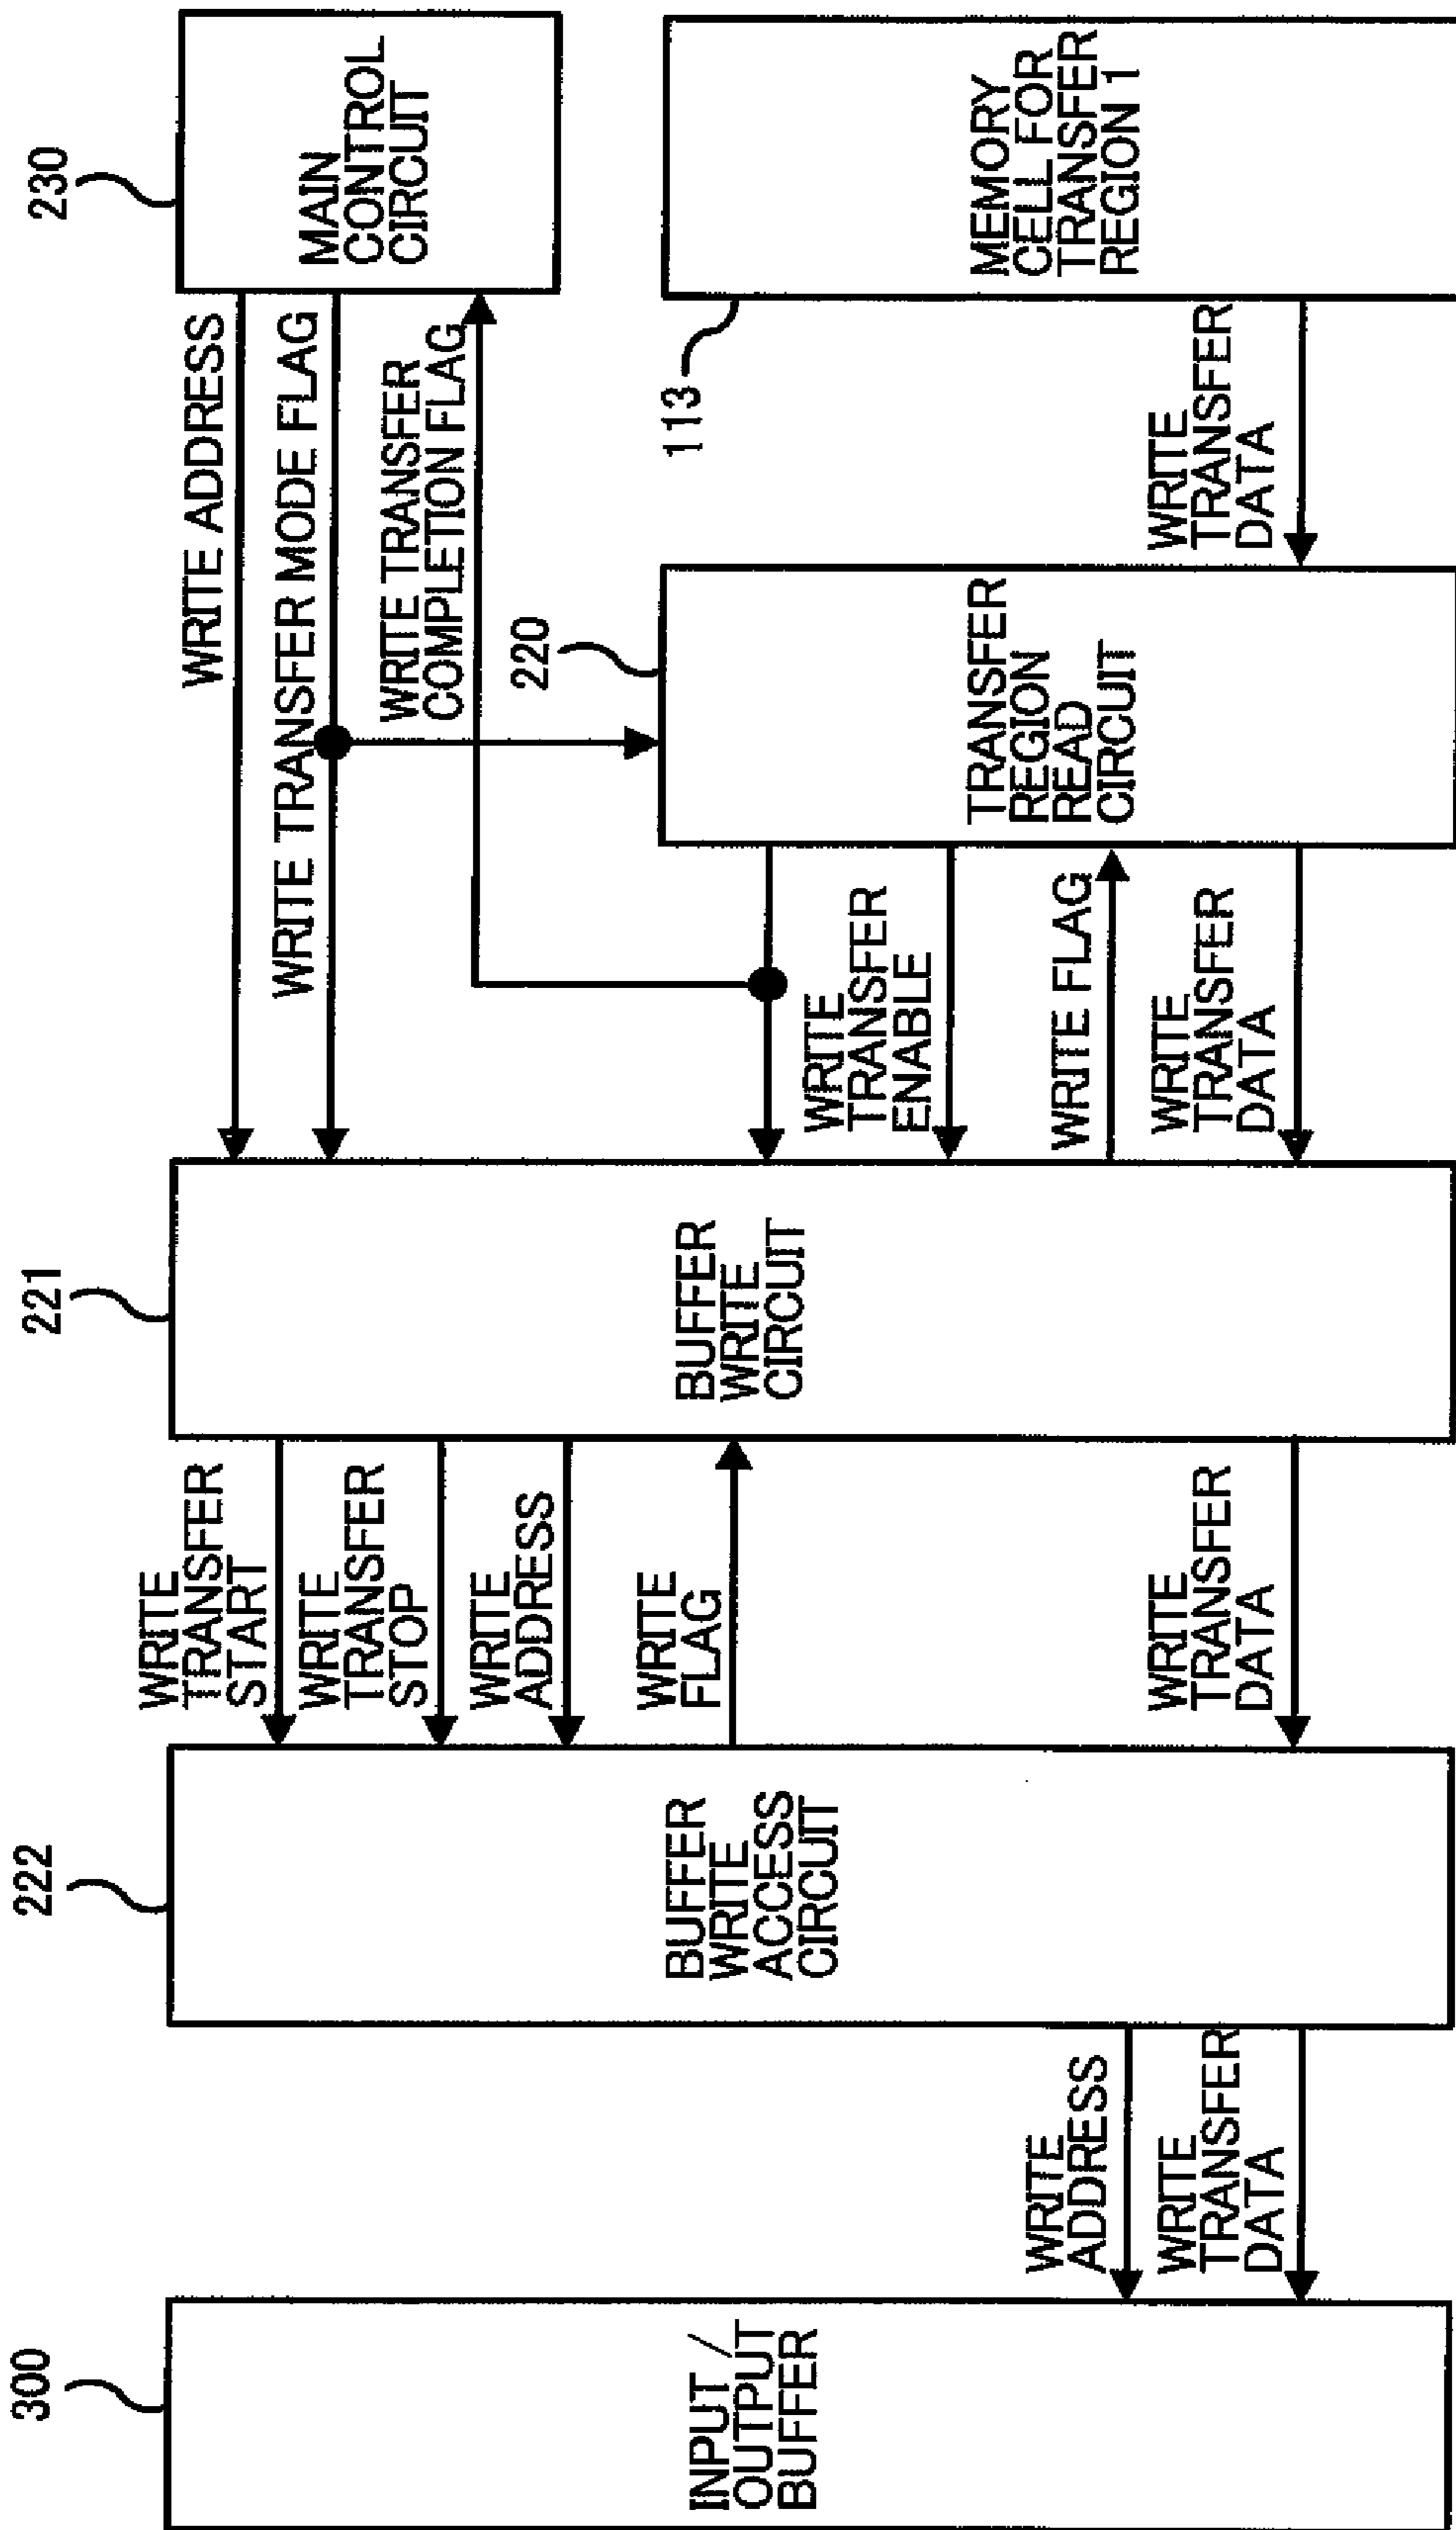 300
INPUT/
OUTPUT
BUFFER
WRITE
ADDRESS
WRITE
TRANSFER
DATA
222
BUFFER
WRITE
ACCESS
CIRCUIT
WRITE
TRANSFER
START
WRITE
TRANSFER
STOP
WRITE
ADDRESS
WRITE
FLAG
WRITE
TRANSFER
DATA
221
BUFFER
WRITE
CIRCUIT
WRITE ADDRESS
WRITE TRANSFER MODE FLAG
WRITE TRANSFER
COMPLETION FLAG
WRITE
TRANSFER
ENABLE
WRITE FLAG
WRITE
TRANSFER
DATA
220
TRANSFER
REGION
READ
CIRCUIT
WRITE
TRANSFER
DATA
230
MAIN
CONTROL
CIRCUIT
113
MEMORY
CELL FOR
TRANSFER
REGION 1